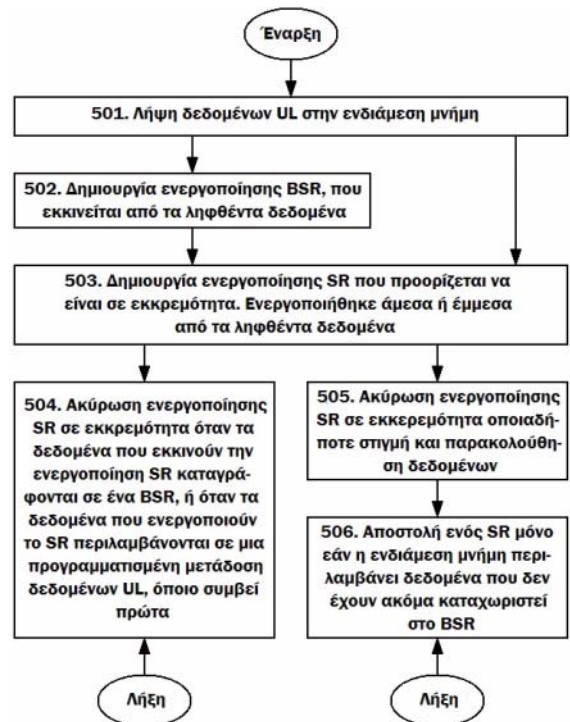 Έναρξη
501. Λήψη δεδομένων UL στην ενδιάμεση μνήμη
502. Δημιουργία ενεργοποίησης BSR, που
εκκινείται από τα ληφθέντα δεδομένα
503. Δημιουργία ενεργοποίησης SR που προορίζεται να
είναι σε εκκρεμότητα. Ενεργοποιήθηκε άμεσα ή έμμεσα
από τα ληφθέντα δεδομένα
504. Ακύρωση ενεργοποίησης
SR σε εκκρεμότητα όταν τα
δεδομένα που εκκινούν την
ενεργοποίηση SR καταγρά-
φονται σε ένα BSR, ή όταν τα
δεδομένα που ενεργοποιούν
το SR περιλαμβάνονται σε μια
προγραμματισμένη μετάδοση
δεδομένων UL, όποιο συμβεί
πρώτα
505. Ακύρωση ενεργοποίησης
SR σε εκκερεμότητα οποιαδή-
ποτε στιγμή και παρακολούθη-
ση δεδομένων
506. Αποστολή ενός SR μόνο
εάν η ενδιάμεση μνήμη περι-
λαμβάνει δεδομένα που δεν
έχουν ακόμα καταχωριστεί
στο BSR
Λήξη
Λήξη